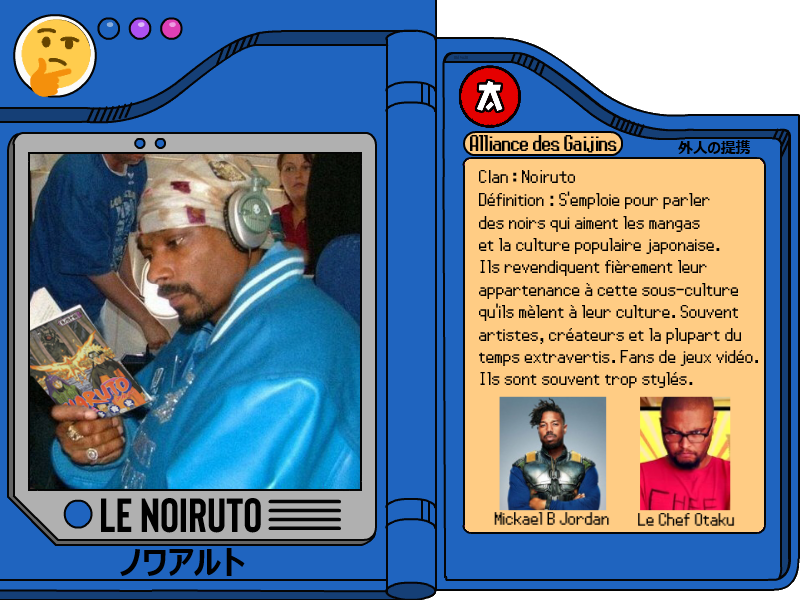 NARUTO
LE NOIRUTO
ノワアルト
Alliance des Gaijins
外人の提携
Clan : Noiruto
Définition : S'emploie pour parler
des noirs qui aiment les mangas
et la culture populaire japonaise.
Ils revendiquent fièrement leur
appartenance à cette sous-culture
qu'ils mèlent à leur culture. Souvent
artistes, créateurs et la plupart du
temps extravertis. Fans de jeux vidéo.
Ils sont souvent trop stylés.
CHEF
Mickael B Jordan
Le Chef Otaku